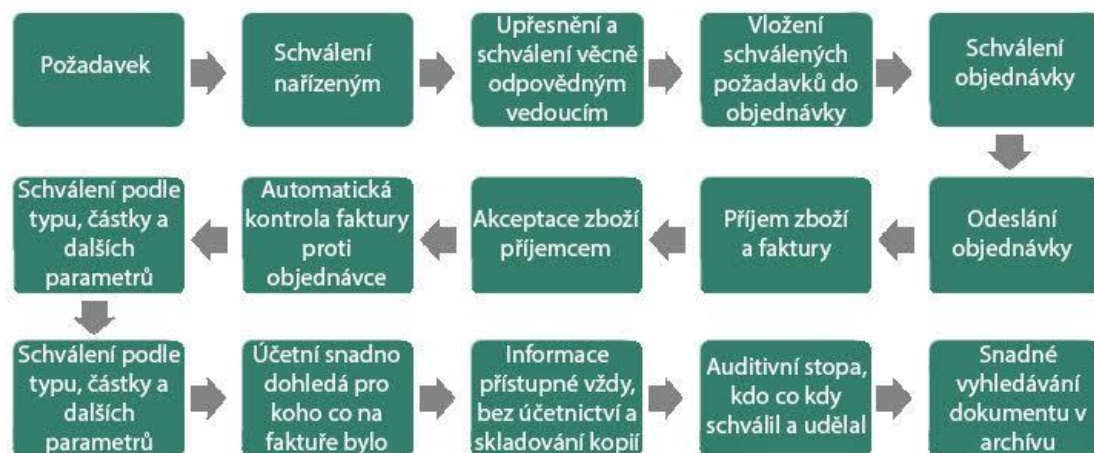 Požadavek
Schválení
nařízeným
Upřesnění a
schválení věcně
odpovědným
vedoucím
Vložení
schválených
požadavků do
objednávky
Schválení
objednávky
Odeslání
objednávky
Příjem zboží
a faktury
Akceptace zboží
příjemcem
Automatická
kontrola faktury
proti
objednávce
Schválení podle
typu, částky a
dalších
parametrů
Schválení podle
typu, částky a
dalších
parametrů
Účetní snadno
dohledá pro
koho co na
faktuře bylo
Informace
přístupné vždy,
bez účetnictví a
skladování kopií
Auditivní stopa,
kdo co kdy
schválil a udělal
Snadné
vyhledávání
dokumentu v
archívu